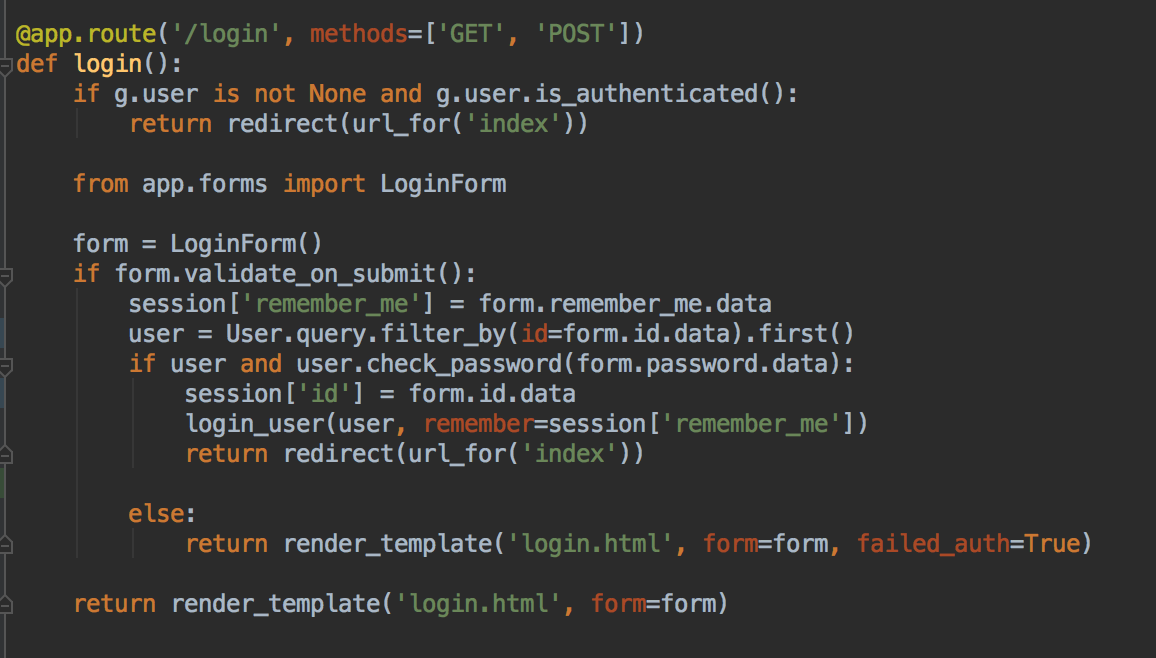 @app.route('/login', methods=['GET', 'POST'])
def login():
    if g.user is not None and g.user.is_authenticated():
        return redirect(url_for('index'))

    from app.forms import LoginForm

    form = LoginForm()
    if form.validate_on_submit():
        session['remember_me'] = form.remember_me.data
        user = User.query.filter_by(id=form.id.data).first()
        if user and user.check_password(form.password.data):
            session['id'] = form.id.data
            login_user(user, remember=session['remember_me'])
            return redirect(url_for('index'))

        else:
            return render_template('login.html', form=form, failed_auth=True)

    return render_template('login.html', form=form)